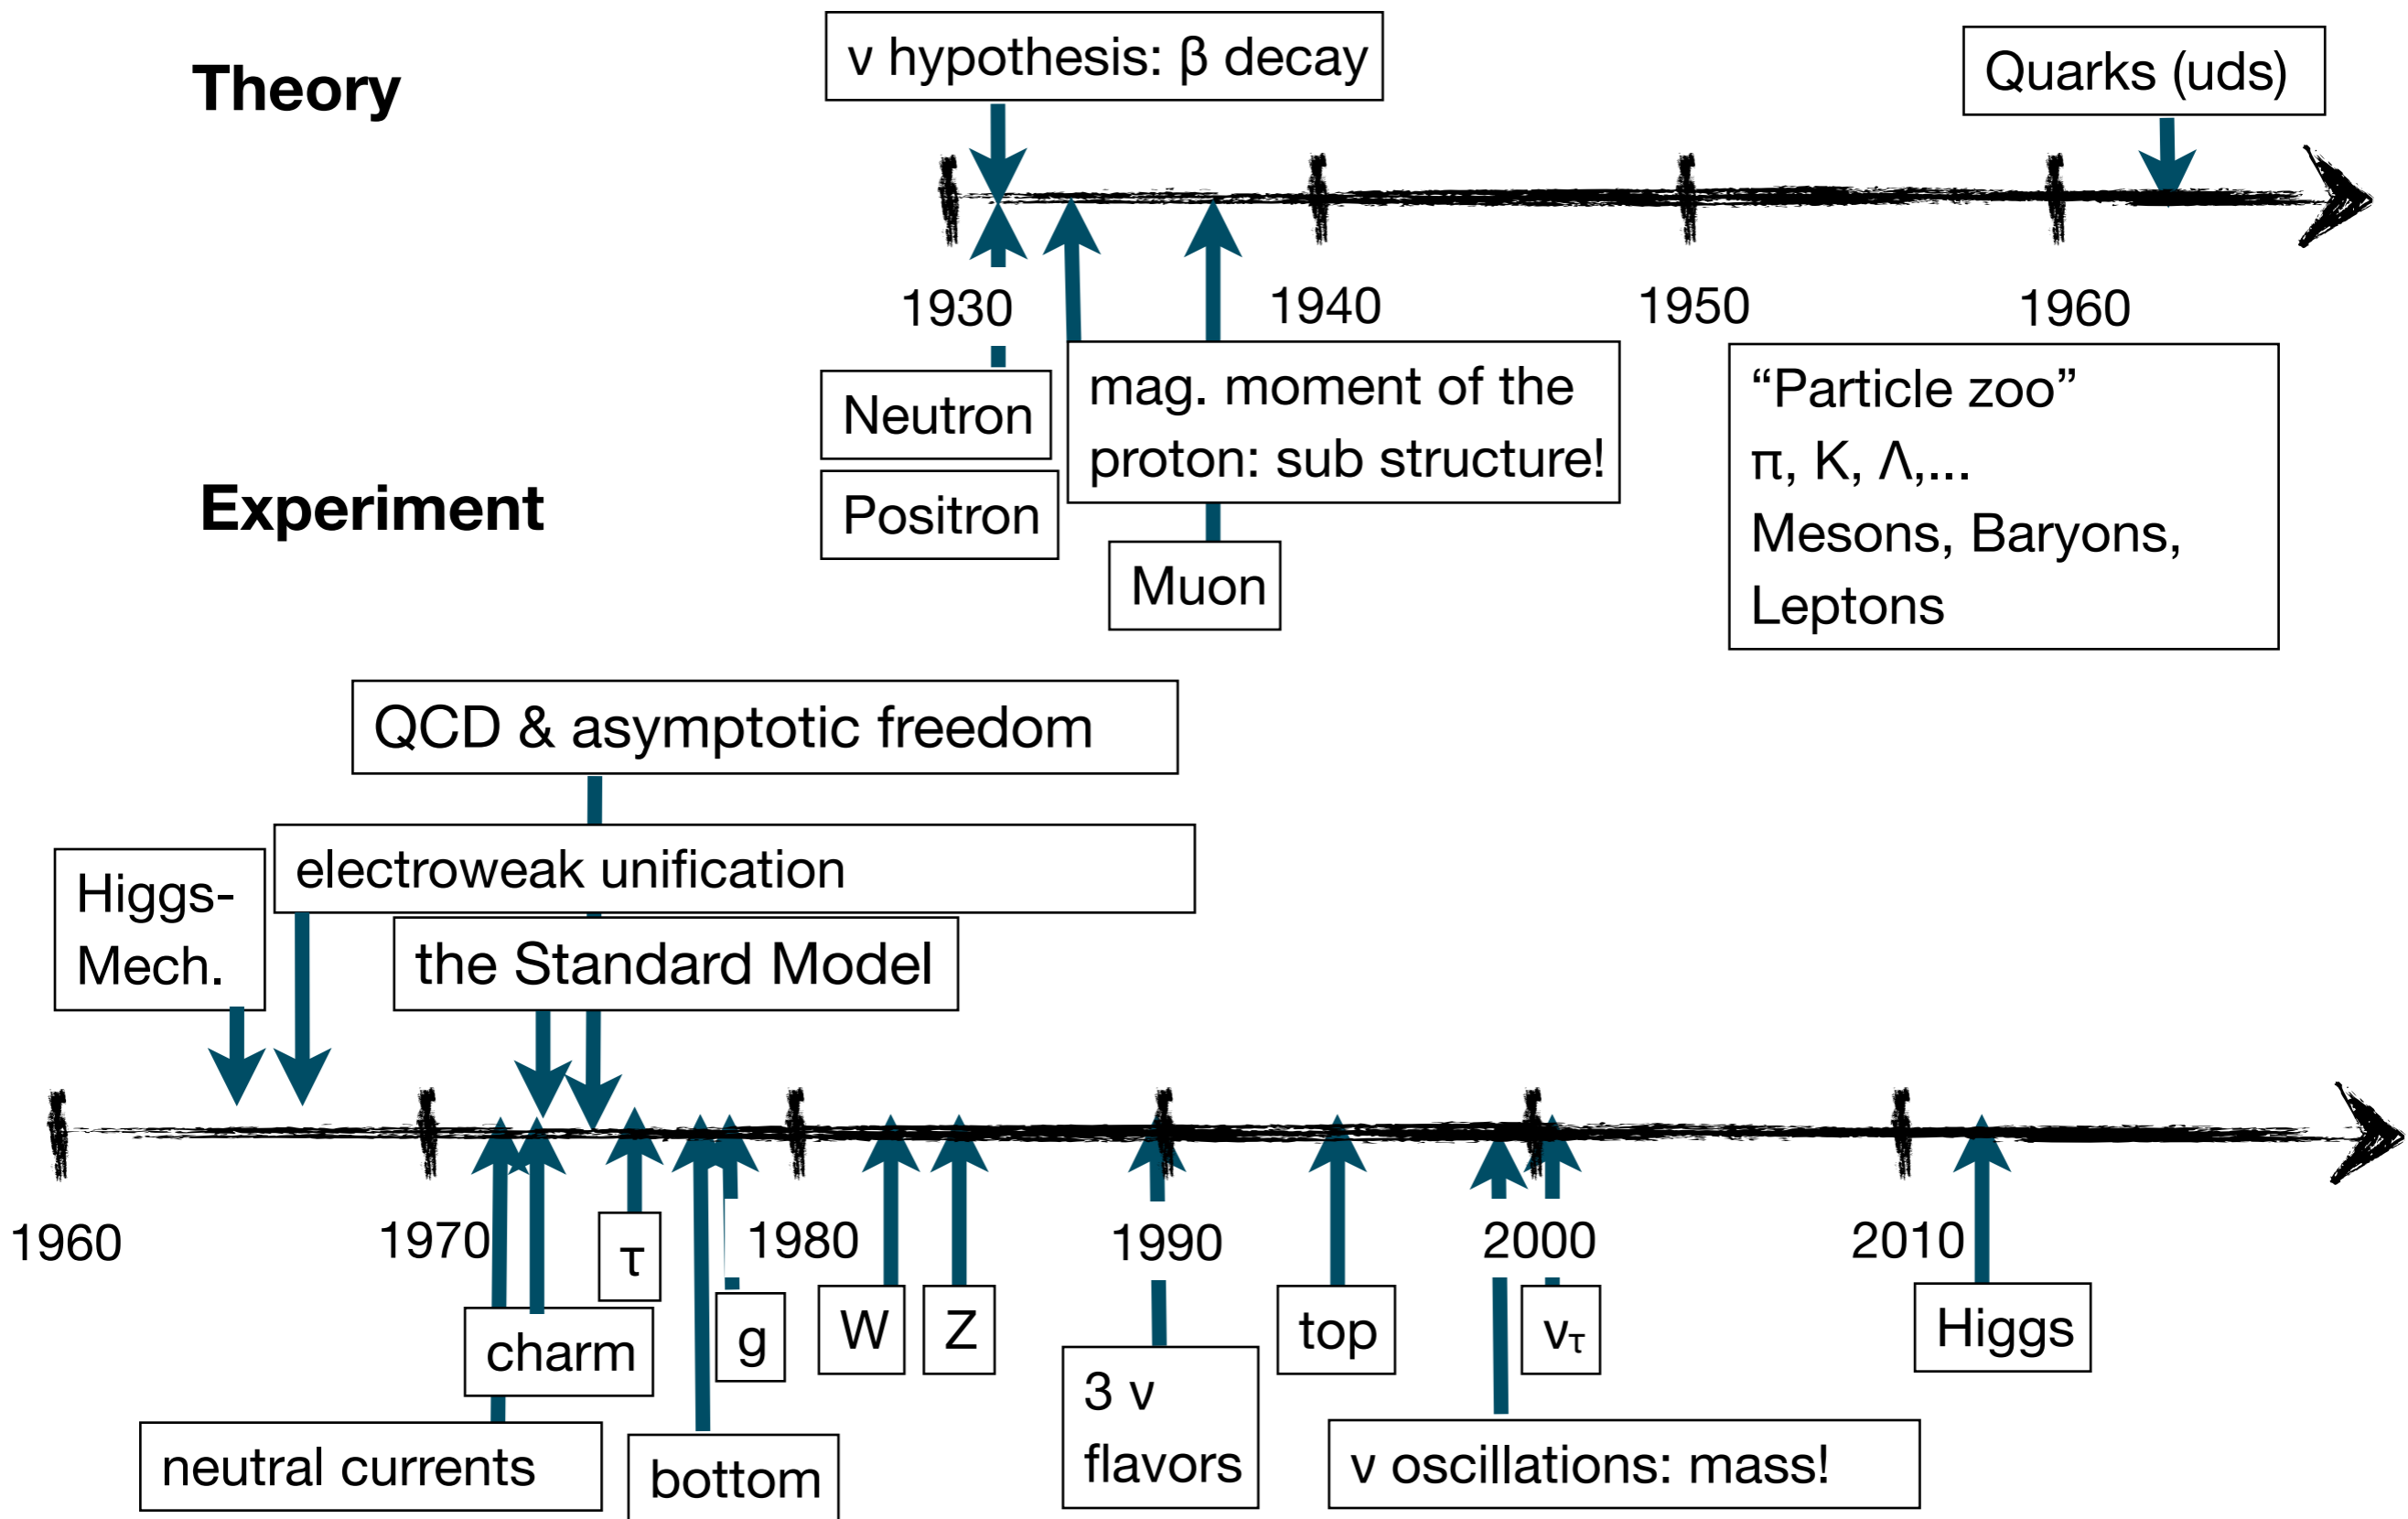 Theory
ν hypothesis: β decay
Quarks (uds)
1930
1940
1950
1960
Neutron
Positron
mag. moment of the
proton: sub structure!
Muon
“Particle zoo”
π, K, Λ,...
Mesons, Baryons,
Leptons
Experiment
QCD & asymptotic freedom
electroweak unification
Higgs-
Mech.
the Standard Model
1960
1970
1980
1990
2000
2010
τ
charm
g
W
Z
top
ντ
Higgs
neutral currents
bottom
3 ν
flavors
ν oscillations: mass!